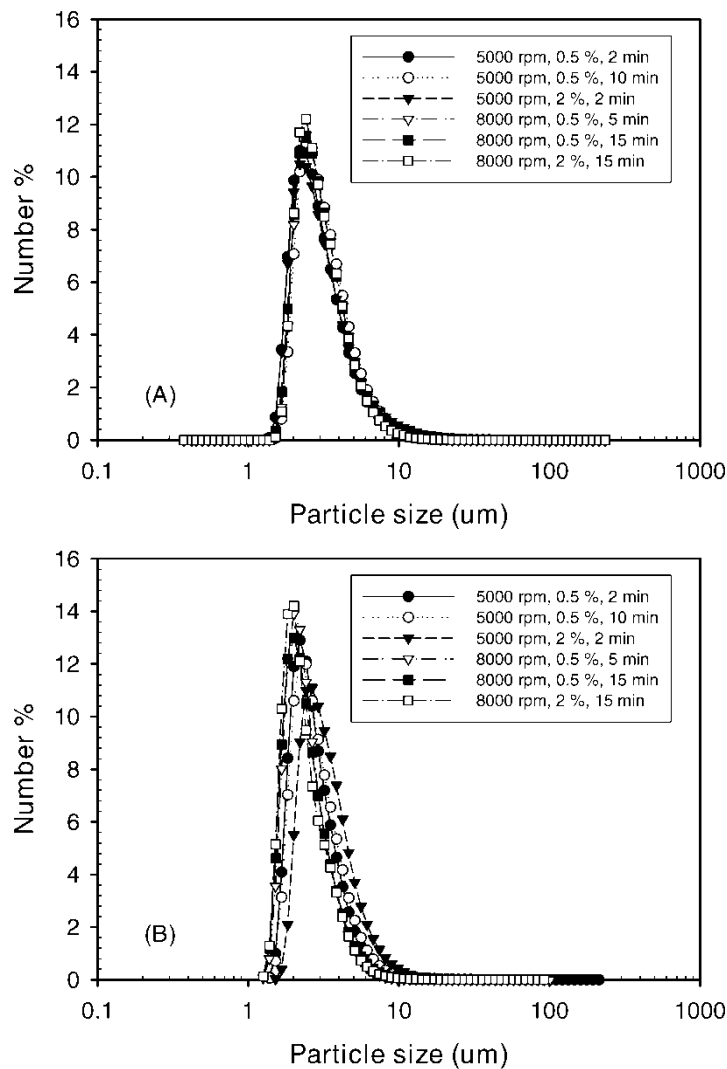 16
14
12
10
8
6
4
2
0
Number %
5000 rpm, 0.5 %, 2 min
5000 rpm, 0.5 %, 10 min
5000 rpm, 2 %, 2 min
8000 rpm, 0.5 %, 5 min
8000 rpm, 0.5 %, 15 min
8000 rpm, 2 %, 15 min
(A)
0.1 1 10 100 1000
Particle size (um)
16
14
12
10
8
6
4
2
0
Number %
5000 rpm, 0.5 %, 2 min
5000 rpm, 0.5 %, 10 min
5000 rpm, 2 %, 2 min
8000 rpm, 0.5 %, 5 min
8000 rpm, 0.5 %, 15 min
8000 rpm, 2 %, 15 min
(B)
0.1 1 10 100 1000
Particle size (um)